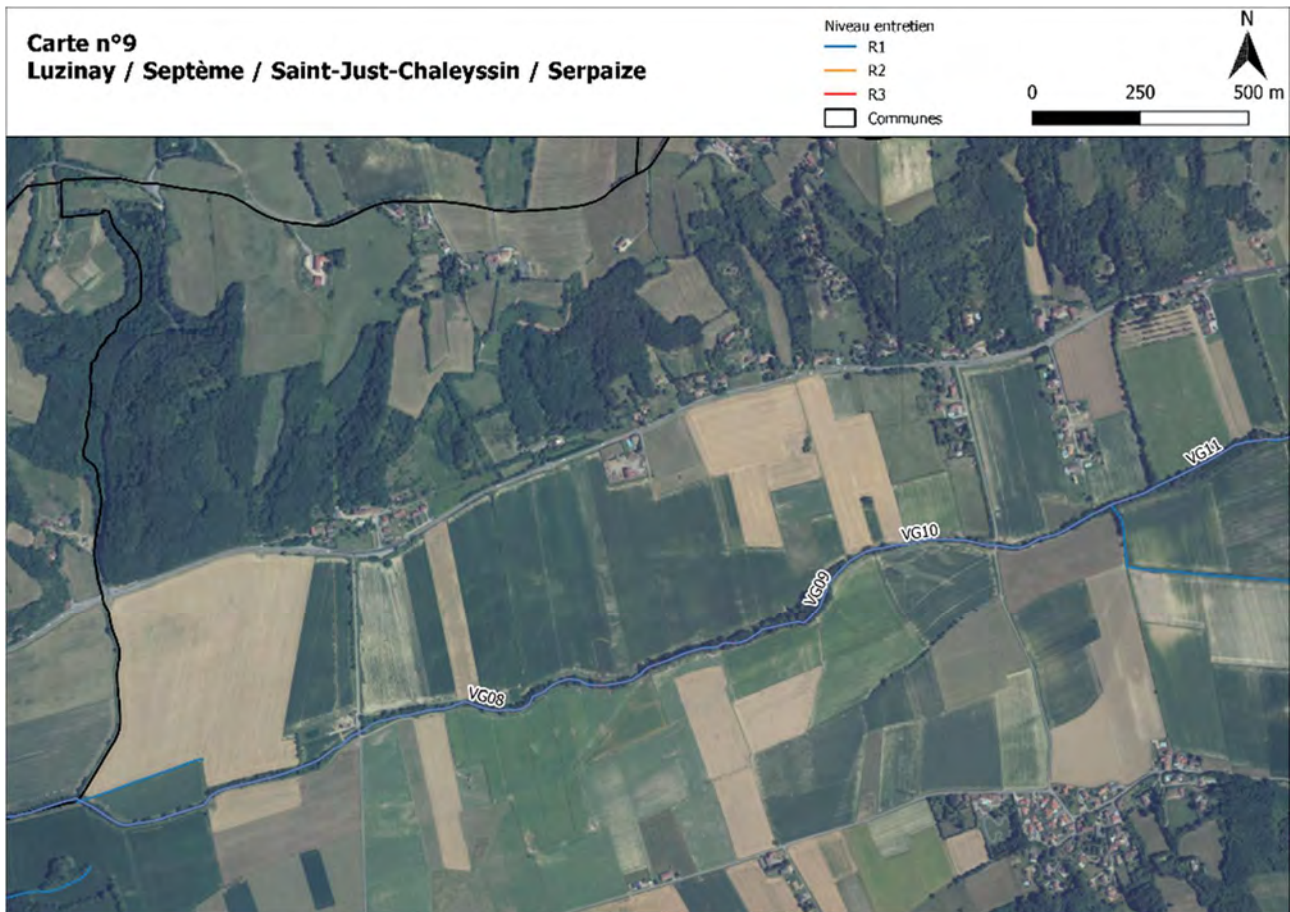 Carte n°9
Luzinay / Septème / Saint-Just-Chaleyssin / Serpaize
Niveau entretien
R1
R2
R3
Communes
N
0 250 500 m
VG11
VG10
VG09
VG08